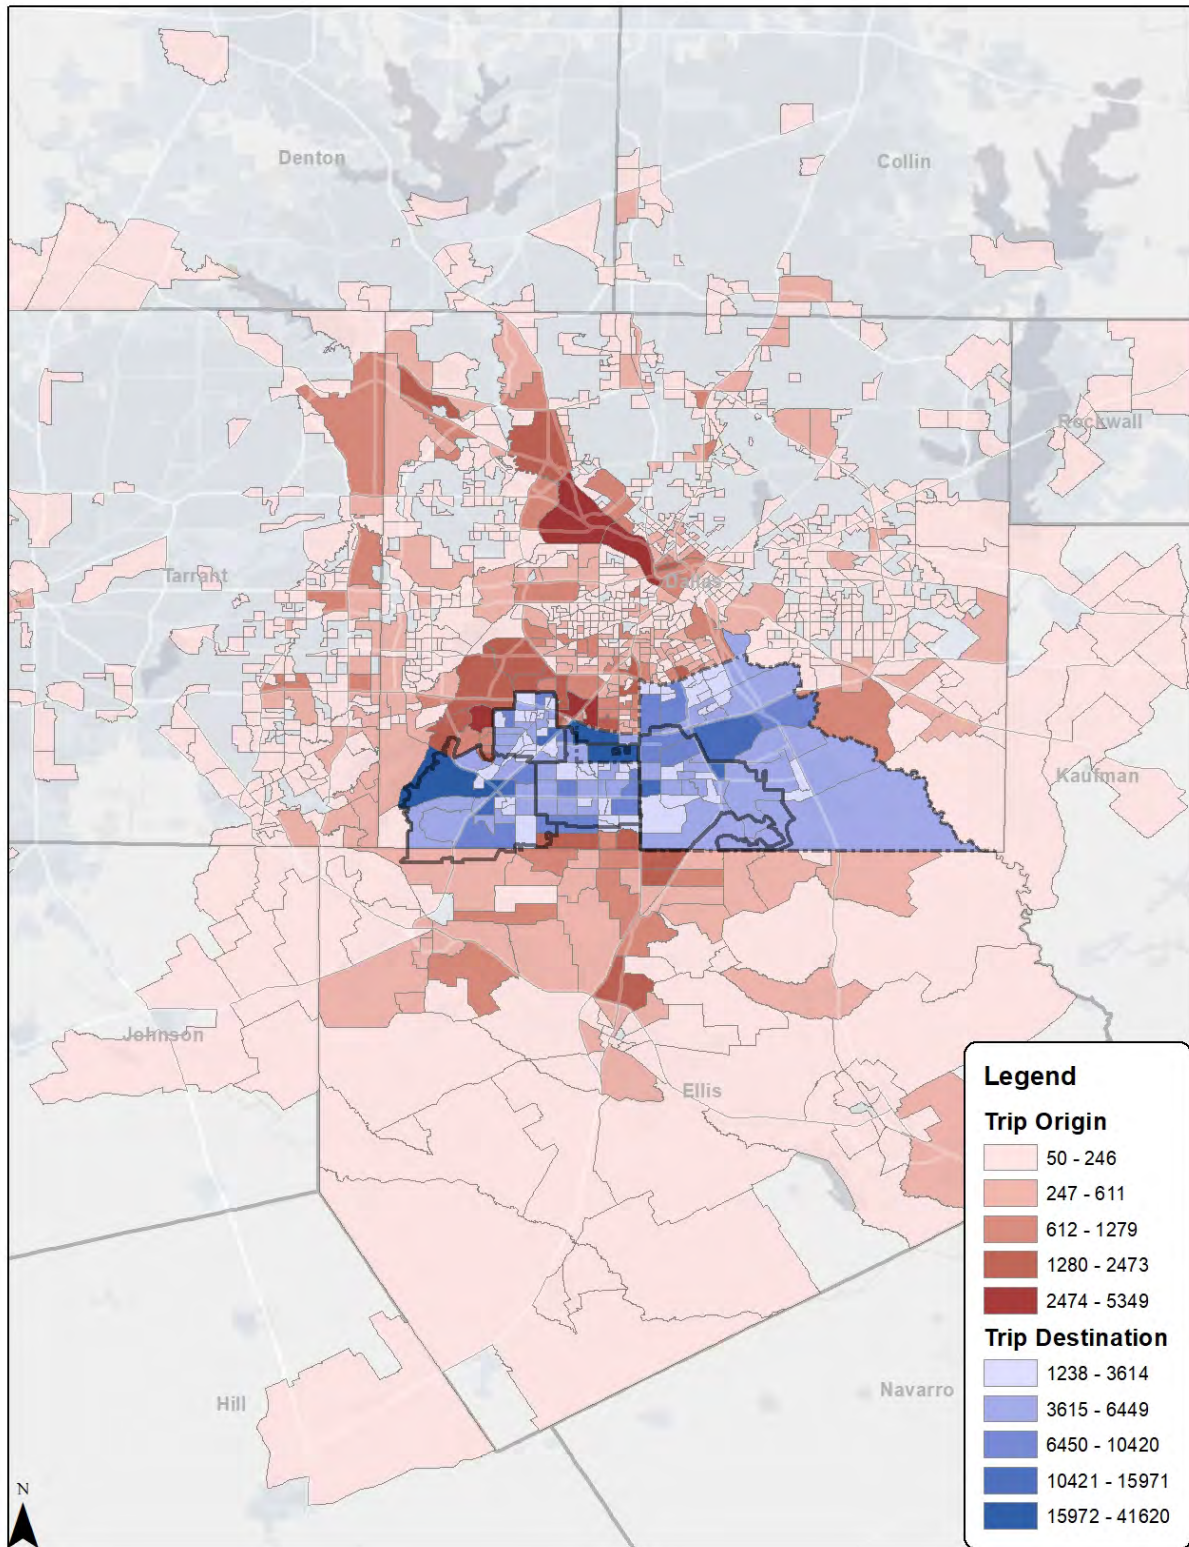 Denton
Collin
Rockwall
Tarrant
Dallas
Kaufman
Johnson
Ellis
Hill
Navarro
N
Legend
Trip Origin
50 - 246
247 - 611
612 - 1279
1280 - 2473
2474 - 5349
Trip Destination
1238 - 3614
3615 - 6449
6450 - 10420
10421 - 15971
15972 - 41620